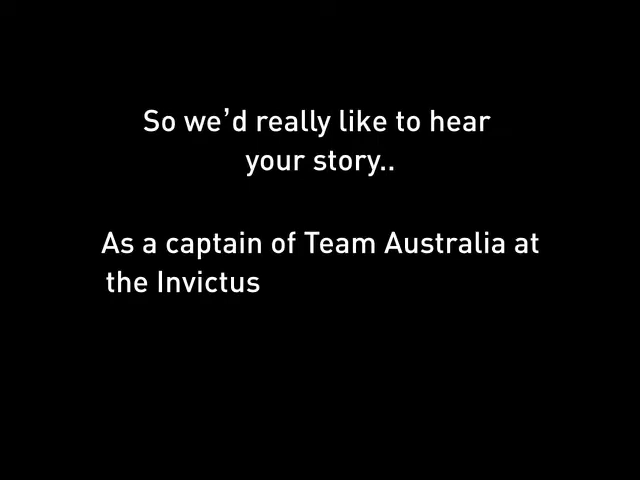 So we’d really like to hear
your story..
As a captain of Team Australia at
the Invictus